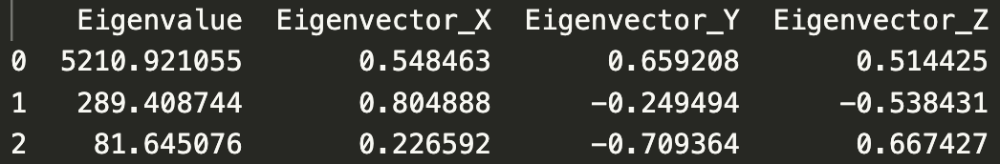 Eigenvalue Eigenvector_X Eigenvector_Y Eigenvector_Z
0 5210.921055 0.548463 0.659208 0.514425
1 289.408744 0.804888 -0.249494 -0.538431
2 81.645076 0.226592 -0.709364 0.667427